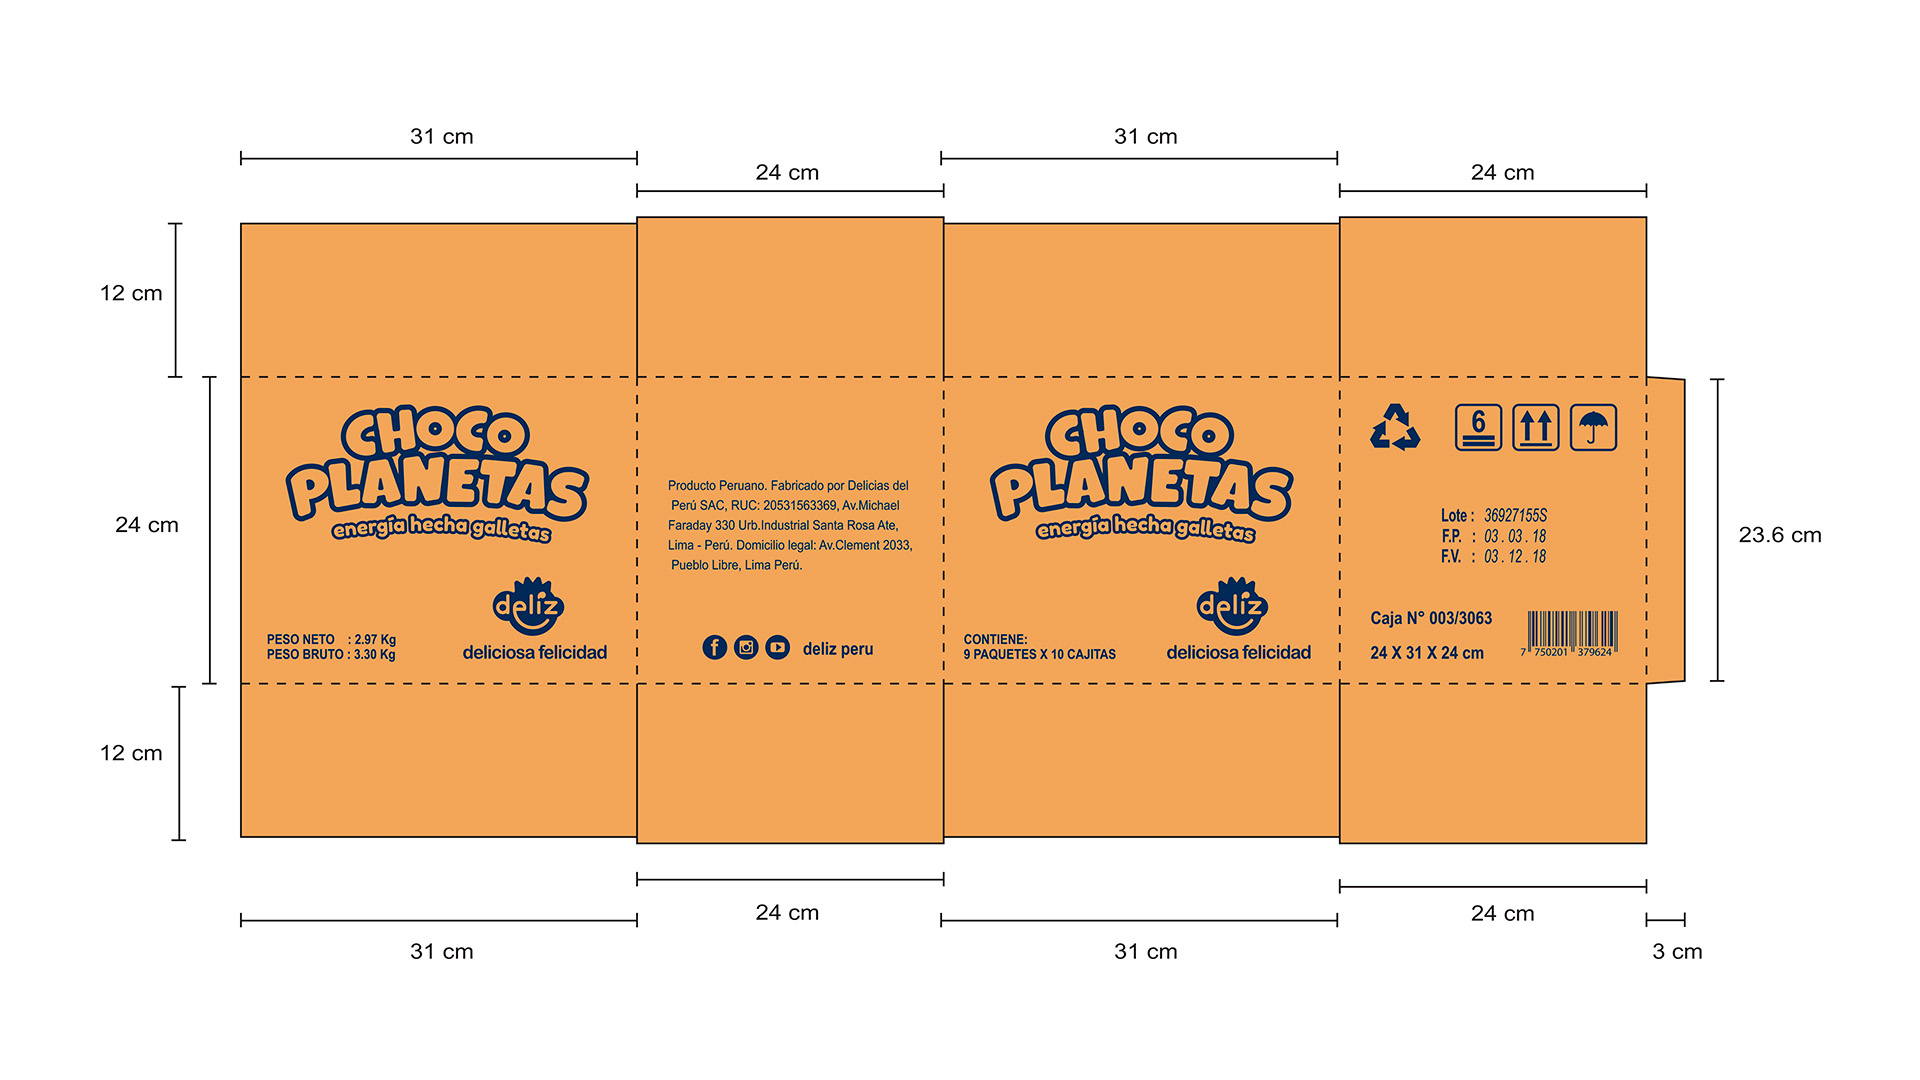 31 cm
31 cm
24 cm
24 cm
12 cm
24 cm
12 cm
CHOCO
PLANETAS
energía hecha galletas
deliz
deliciosa felicidad
PESO NETO : 2.97 Kg
PESO BRUTO : 3.30 Kg
Producto Peruano. Fabricado por Delicias del
Perú SAC, RUC: 20531563369, Av.Michael
Faraday 330 Urb.Industrial Santa Rosa Ate,
Lima - Perú. Domicilio legal: Av.Clement 2033,
Pueblo Libre, Lima Perú.
f
deliz peru
CHOCO
PLANETAS
energía hecha galletas
deliz
deliciosa felicidad
CONTIENE:
9 PAQUETES X 10 CAJITAS
6
Lote : 36927155S
F.P. : 03 . 03 . 18
F.V. : 03 . 12 . 18
Caja N° 003/3063
24 X 31 X 24 cm
7 750201 379624
23.6 cm
24 cm
24 cm
31 cm
31 cm
3 cm